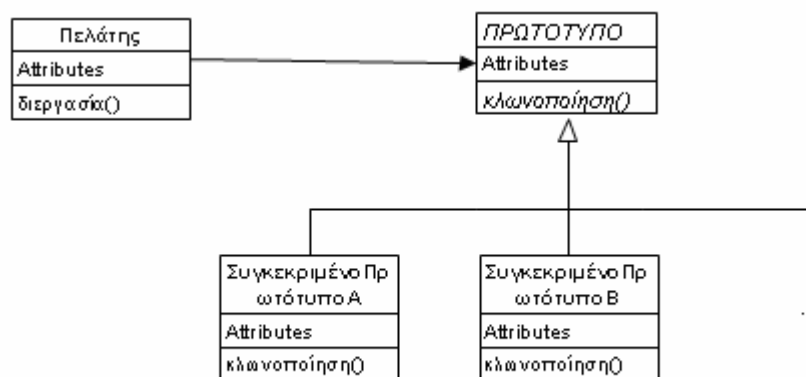 Πελάτης
Attributes
διεργασία()
ΠΡΩΤΟΤΥΠΟ
Attributes
κλωνοποίηση()
Συγκεκριμένο Πρ
ωτότυπο Α
Attributes
κλωνοποίηση()
Συγκεκριμένο Πρ
ωτότυπο Β
Attributes
κλωνοποίηση()